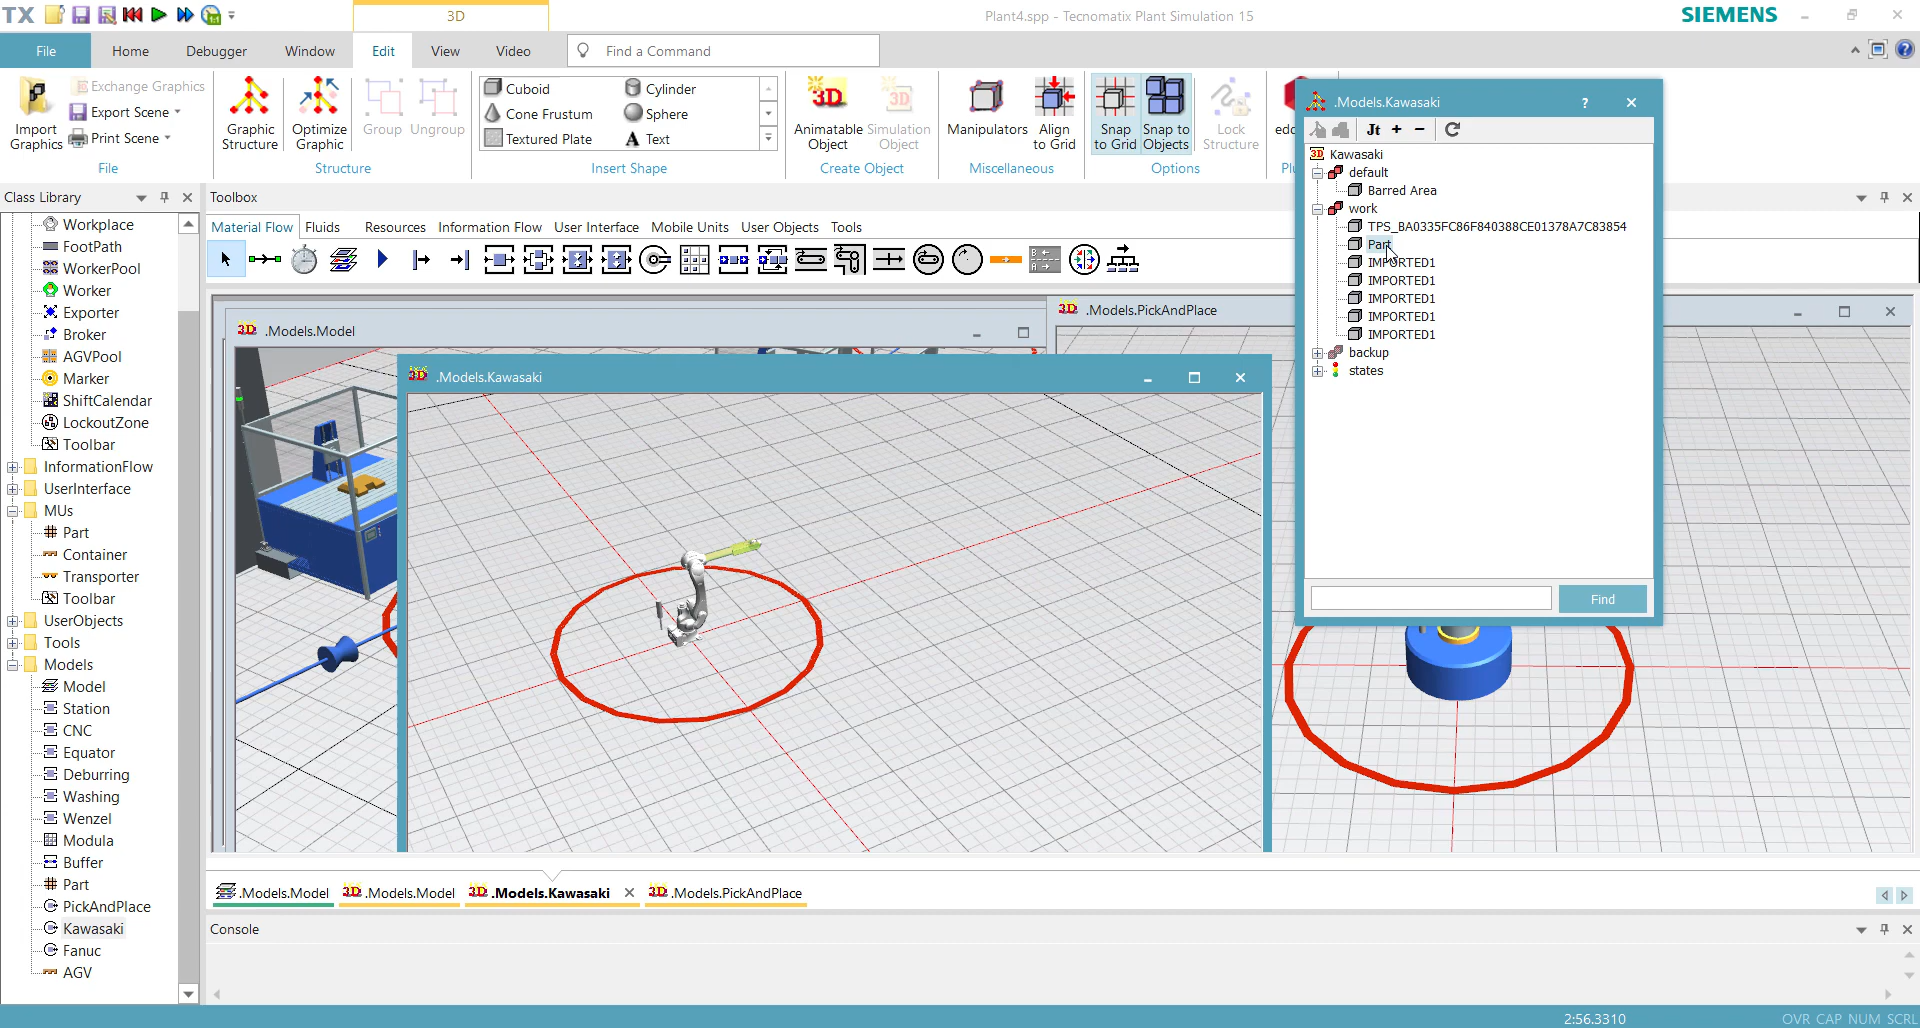 TX
3D
Plant4.spp - Tecnomatix Plant Simulation 15
SIEMENS
File
Home
Debugger
Window
Edit
View
Video
Find a Command
Import Graphics
Exchange Graphics
Export Scene
Print Scene
File
Graphic Structure
Optimize Graphic
Group
Ungroup
Structure
Cuboid
Cylinder
Cone Frustum
Sphere
Textured Plate
Text
Insert Shape
Animatable Object
Simulation Object
Create Object
Manipulators
Align to Grid
Miscellaneous
Snap to Grid
Snap to Objects
Lock Structure
Options
Class Library
Workplace
FootPath
WorkerPool
Worker
Exporter
Broker
AGVPool
Marker
ShiftCalendar
LockoutZone
Toolbar
InformationFlow
UserInterface
MUs
Part
Container
Transporter
Toolbar
UserObjects
Tools
Models
Model
Station
CNC
Equator
Deburring
Washing
Wenzel
Modula
Buffer
Part
PickAndPlace
Kawasaki
Fanuc
AGV
Toolbox
Material Flow
Fluids
Resources
Information Flow
User Interface
Mobile Units
User Objects
Tools
3D .Models.Model
3D .Models.PickAndPlace
3D .Models.Kawasaki
.Models.Kawasaki
Jt
3D Kawasaki
default
Barred Area
work
TPS_BA0335FC86F840388CE01378A7C83854
Part
IMPORTED1
IMPORTED1
IMPORTED1
IMPORTED1
IMPORTED1
backup
states
Find
.Models.Model
3D .Models.Model
3D .Models.Kawasaki
3D .Models.PickAndPlace
Console
2:56.3310
OVR CAP NUM SCRL